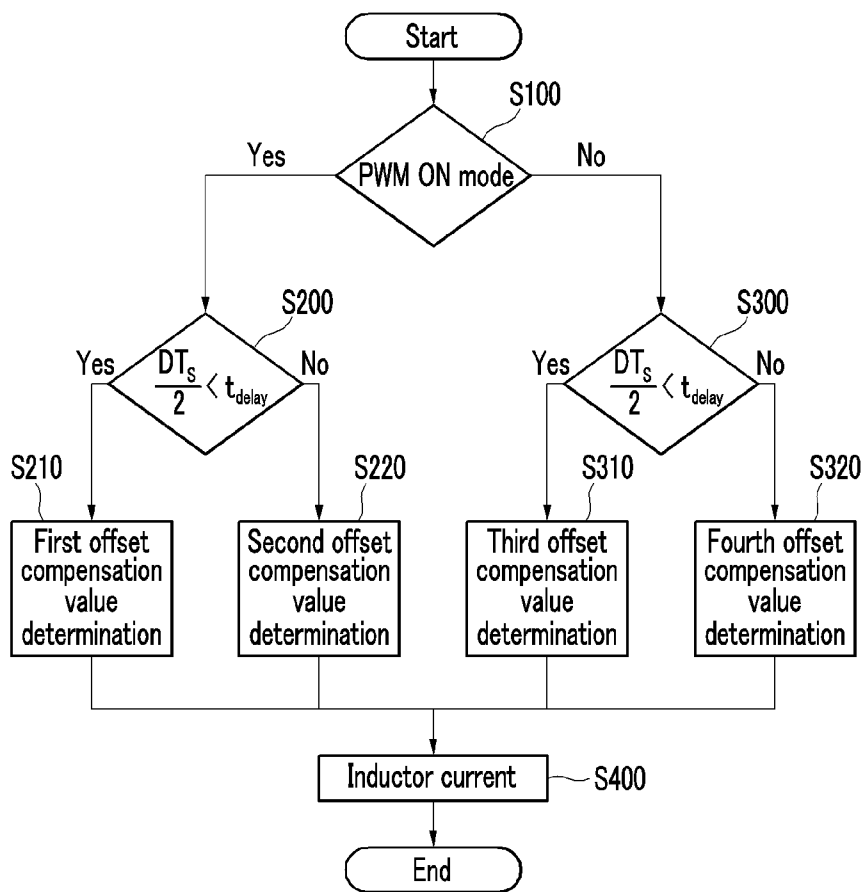 Start
S100
Yes
No
PWM ON mode
S200
S300
Yes
No
DT_S/2 < t_delay
Yes
No
DT_S/2 < t_delay
S210
S220
S310
S320
First offset
compensation
value
determination
Second offset
compensation
value
determination
Third offset
compensation
value
determination
Fourth offset
compensation
value
determination
Inductor current
S400
End